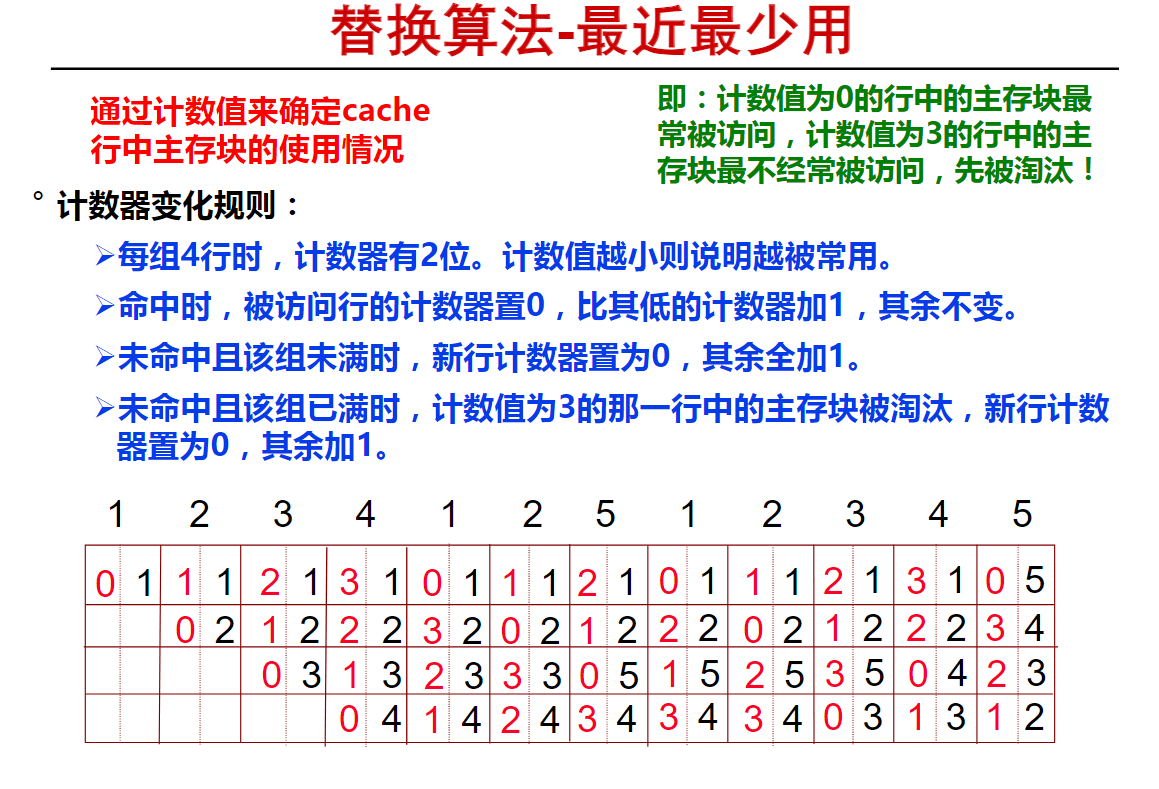 替换算法-最近最少用
通过计数值来确定cache
行中主存块的使用情况
即：计数值为0的行中的主存块最
常被访问，计数值为3的行中的主
存块最不经常被访问，先被淘汰！
° 计数器变化规则：
➢每组4行时，计数器有2位。计数值越小则说明越被常用。
➢命中时，被访问行的计数器置0，比其低的计数器加1，其余不变。
➢未命中且该组未满时，新行计数器置为0，其余全加1。
➢未命中且该组已满时，计数值为3的那一行中的主存块被淘汰，新行计数
器置为0，其余加1。
1 2 3 4 1 2 5 1 2 3 4 5
0 1 1 1 2 1 3 1 0 1 1 1 2 1 0 1 1 1 2 1 3 1 0 5
0 2 1 2 2 2 3 2 0 2 1 2 2 2 0 2 1 2 2 2 3 4
0 3 1 3 2 3 3 3 0 5 1 5 2 5 3 5 0 4 2 3
0 4 1 4 2 4 3 4 3 4 3 4 0 3 1 3 1 2